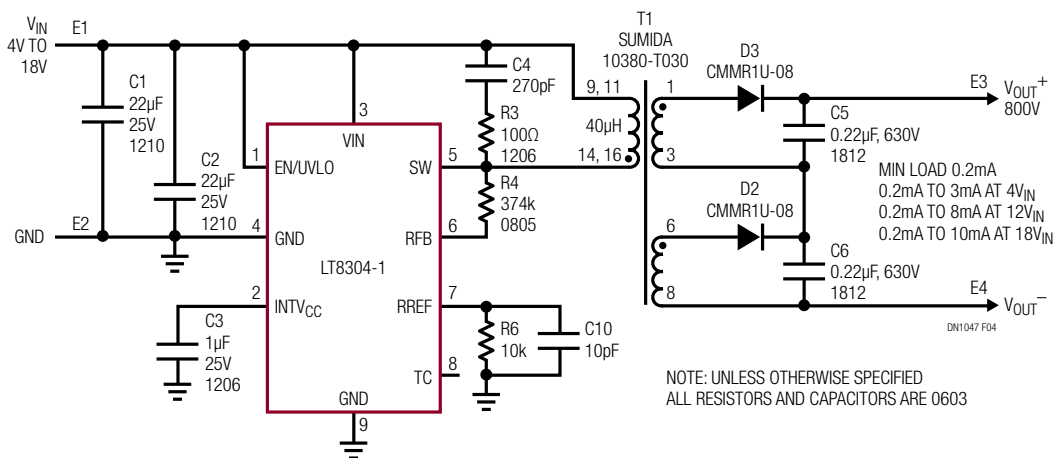 VIN
4V TO
18V
E1
C1
22µF
25V
1210
C2
22µF
25V
1210
GND
E2
1
EN/UVLO
3
VIN
4
GND
LT8304-1
2
INTVCC
C3
1µF
25V
1206
GND
9
SW
5
RFB
6
RREF
7
TC
8
C4
270pF
R3
100Ω
1206
R4
374k
0805
R6
10k
C10
10pF
T1
SUMIDA
10380-T030
9, 11
40µH
14, 16
1
3
6
8
D3
CMMR1U-08
D2
CMMR1U-08
C5
0.22µF, 630V
1812
C6
0.22µF, 630V
1812
E3
VOUT+
800V
MIN LOAD 0.2mA
0.2mA TO 3mA AT 4VIN
0.2mA TO 8mA AT 12VIN
0.2mA TO 10mA AT 18VIN
E4
VOUT–
DN1047 F04
NOTE: UNLESS OTHERWISE SPECIFIED
ALL RESISTORS AND CAPACITORS ARE 0603